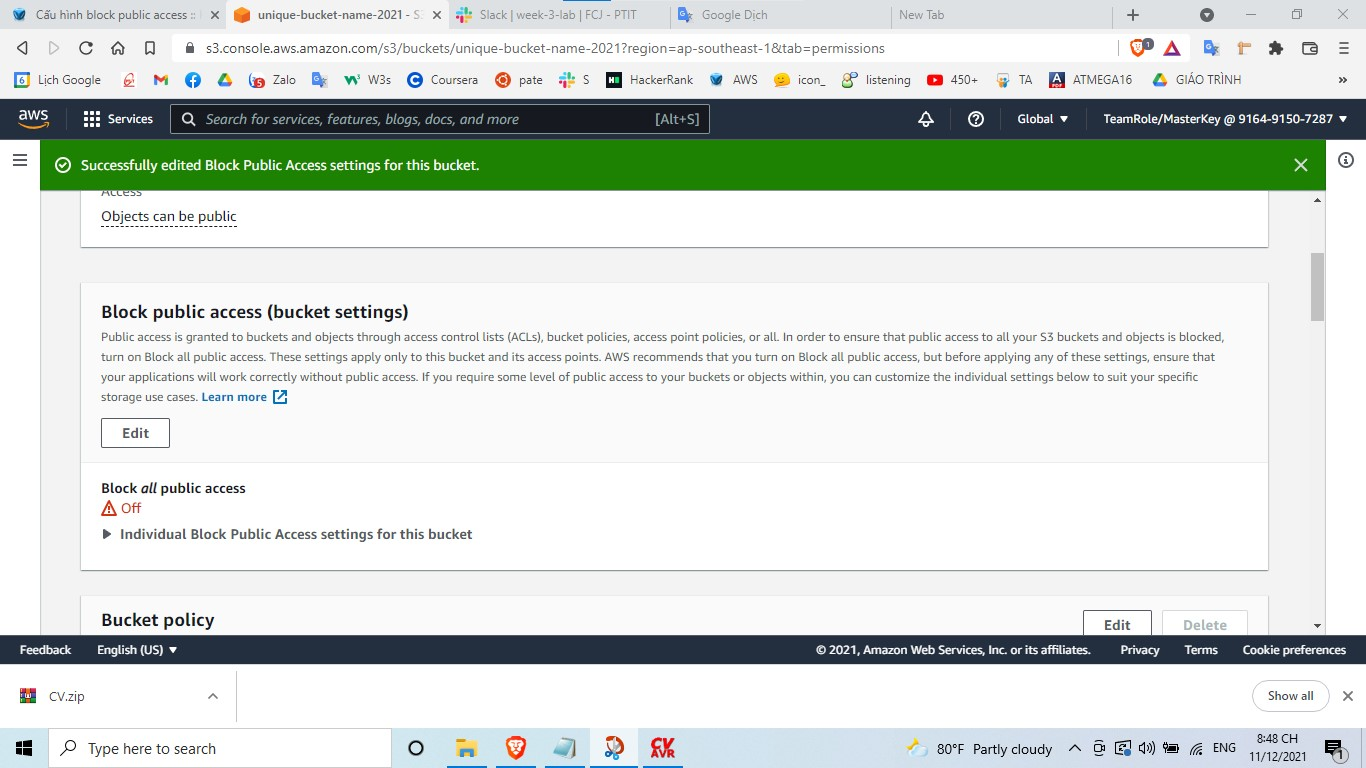 Cấu hình block public access ::
unique-bucket-name-2021 - S3
Slack | week-3-lab | FCJ - PTIT
Google Dịch
New Tab
s3.console.aws.amazon.com/s3/buckets/unique-bucket-name-2021?region=ap-southeast-1&tab=permissions
1
6 Lịch Google
Zalo
W3s
Coursera
pate
S
HackerRank
AWS
icon_
listening
450+
TA
ATMEGA16
GIÁO TRÌNH
»
aws
Services
Search for services, features, blogs, docs, and more [Alt+S]
Global
TeamRole/MasterKey @ 9164-9150-7287
Successfully edited Block Public Access settings for this bucket.
Access
Objects can be public
Block public access (bucket settings)
Public access is granted to buckets and objects through access control lists (ACLs), bucket policies, access point policies, or all. In order to ensure that public access to all your S3 buckets and objects is blocked,
turn on Block all public access. These settings apply only to this bucket and its access points. AWS recommends that you turn on Block all public access, but before applying any of these settings, ensure that
your applications will work correctly without public access. If you require some level of public access to your buckets or objects within, you can customize the individual settings below to suit your specific
storage use cases. Learn more
Edit
Block all public access
Off
Individual Block Public Access settings for this bucket
Bucket policy
Edit
Delete
Feedback
English (US)
© 2021, Amazon Web Services, Inc. or its affiliates.
Privacy
Terms
Cookie preferences
CV.zip
Show all
Type here to search
CV
AVR
80°F Partly cloudy
ENG
8:48 CH
11/12/2021
1